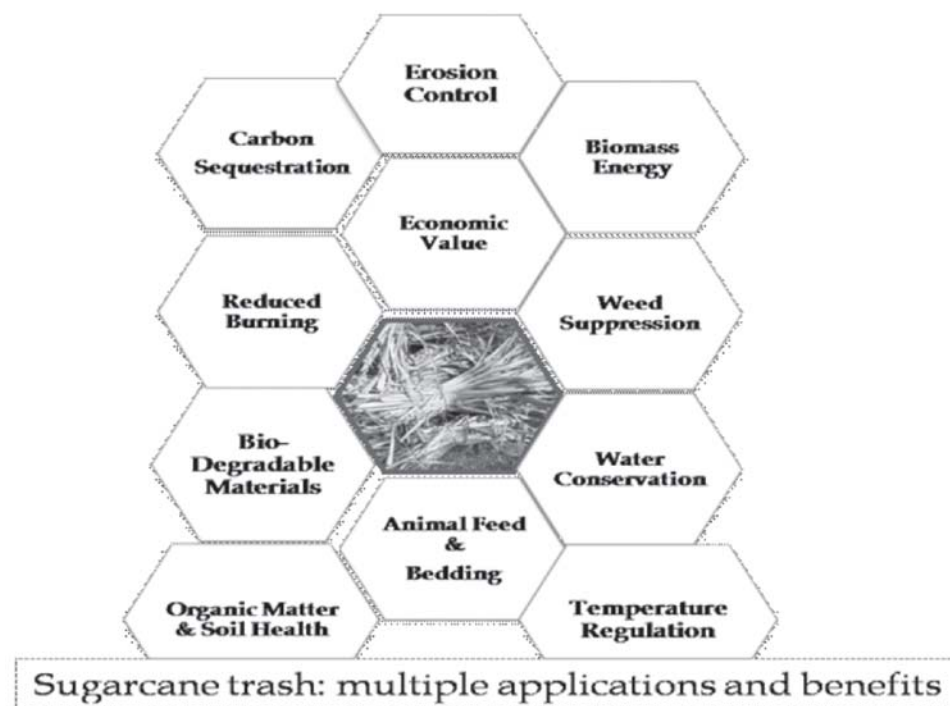 Erosion
Control
Carbon
Sequestration
Biomass
Energy
Economic
Value
Reduced
Burning
Weed
Suppression
Bio-
Degradable
Materials
Water
Conservation
Animal Feed
&
Bedding
Organic Matter
& Soil Health
Temperature
Regulation
Sugarcane trash: multiple applications and benefits